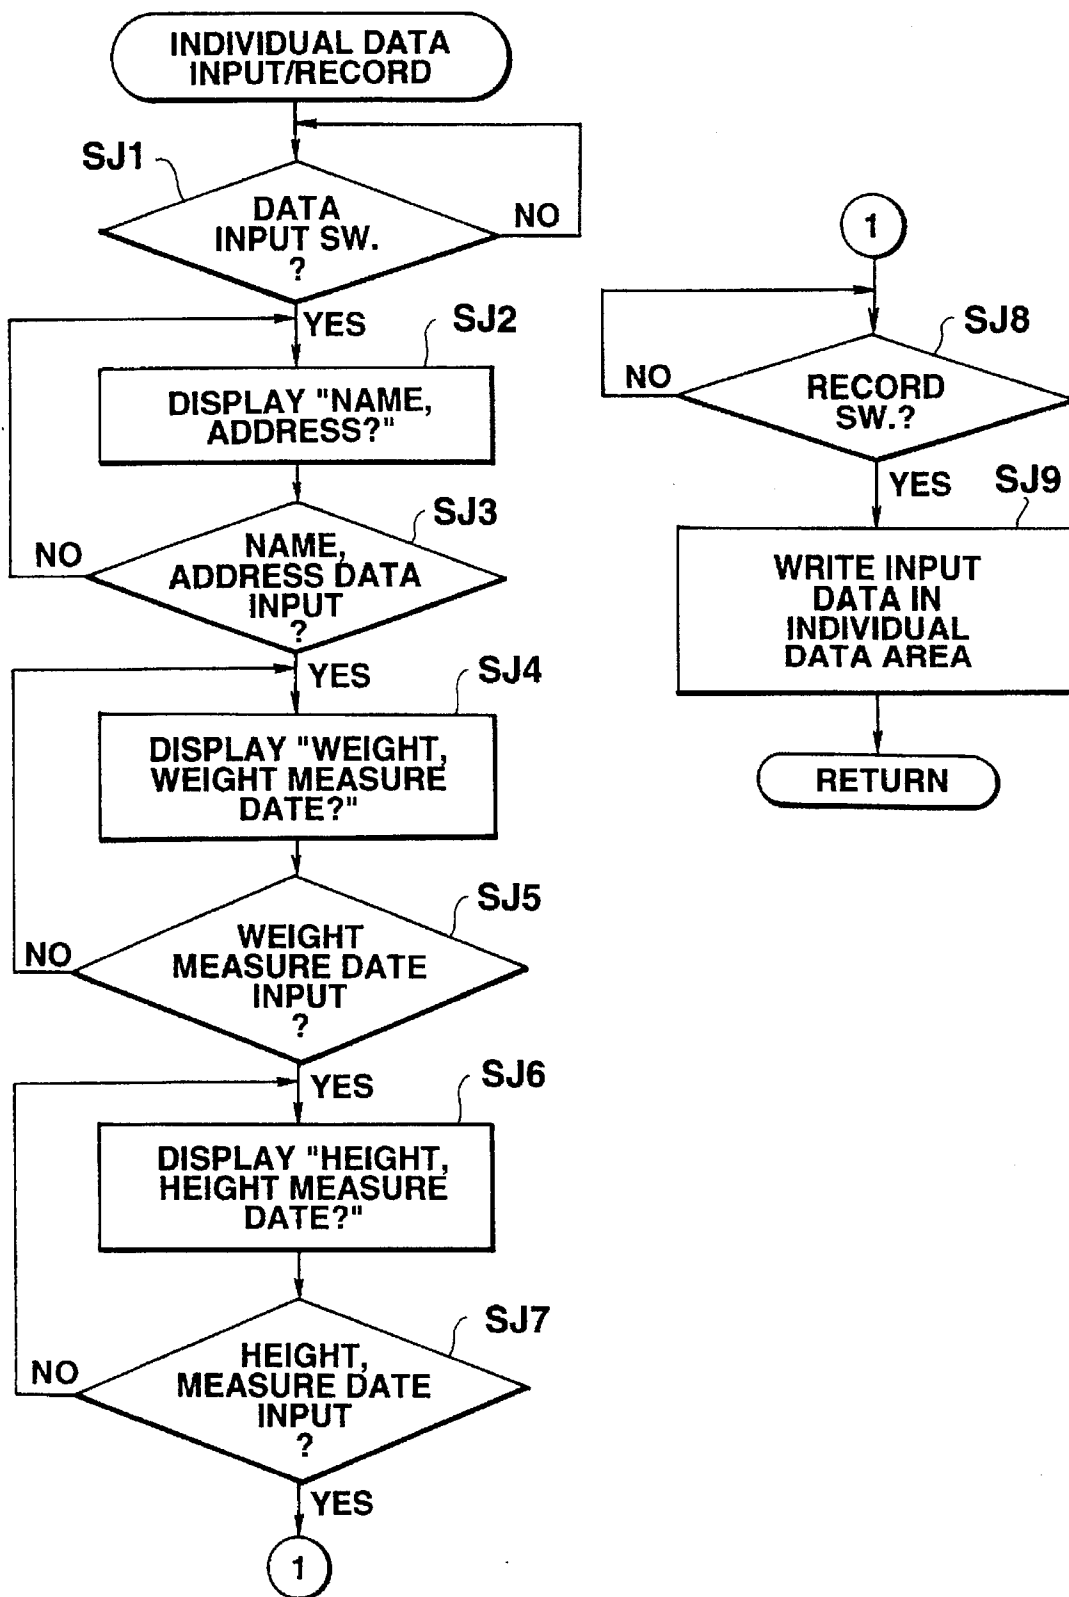 INDIVIDUAL DATA
INPUT/RECORD
SJ1
DATA
INPUT SW.
?
NO
YES
SJ2
DISPLAY "NAME,
ADDRESS?"
SJ3
NO
NAME,
ADDRESS DATA
INPUT
?
YES
SJ4
DISPLAY "WEIGHT,
WEIGHT MEASURE
DATE?"
SJ5
NO
WEIGHT
MEASURE DATE
INPUT
?
YES
SJ6
DISPLAY "HEIGHT,
HEIGHT MEASURE
DATE?"
SJ7
NO
HEIGHT,
MEASURE DATE
INPUT
?
YES
1
1
SJ8
NO
RECORD
SW.?
YES
SJ9
WRITE INPUT
DATA IN
INDIVIDUAL
DATA AREA
RETURN